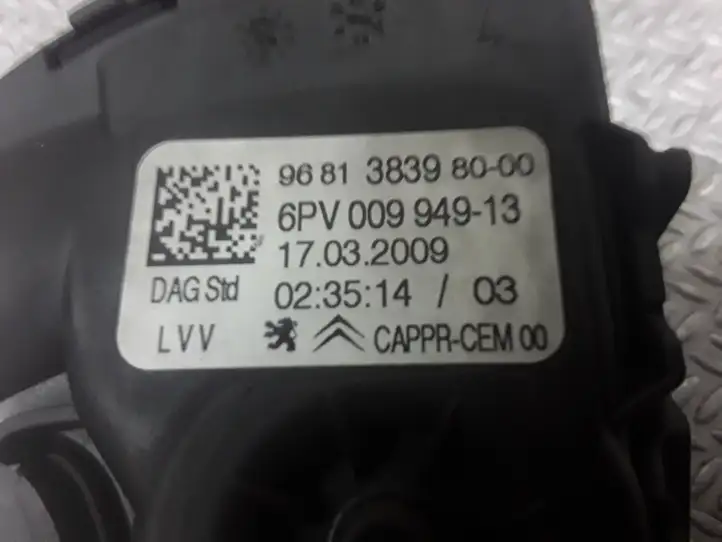 96 81 3839 80-00
6PV 009 949-13
17.03.2009
DAG Std 02:35:14 / 03
LVV CAPPR-CEM 00